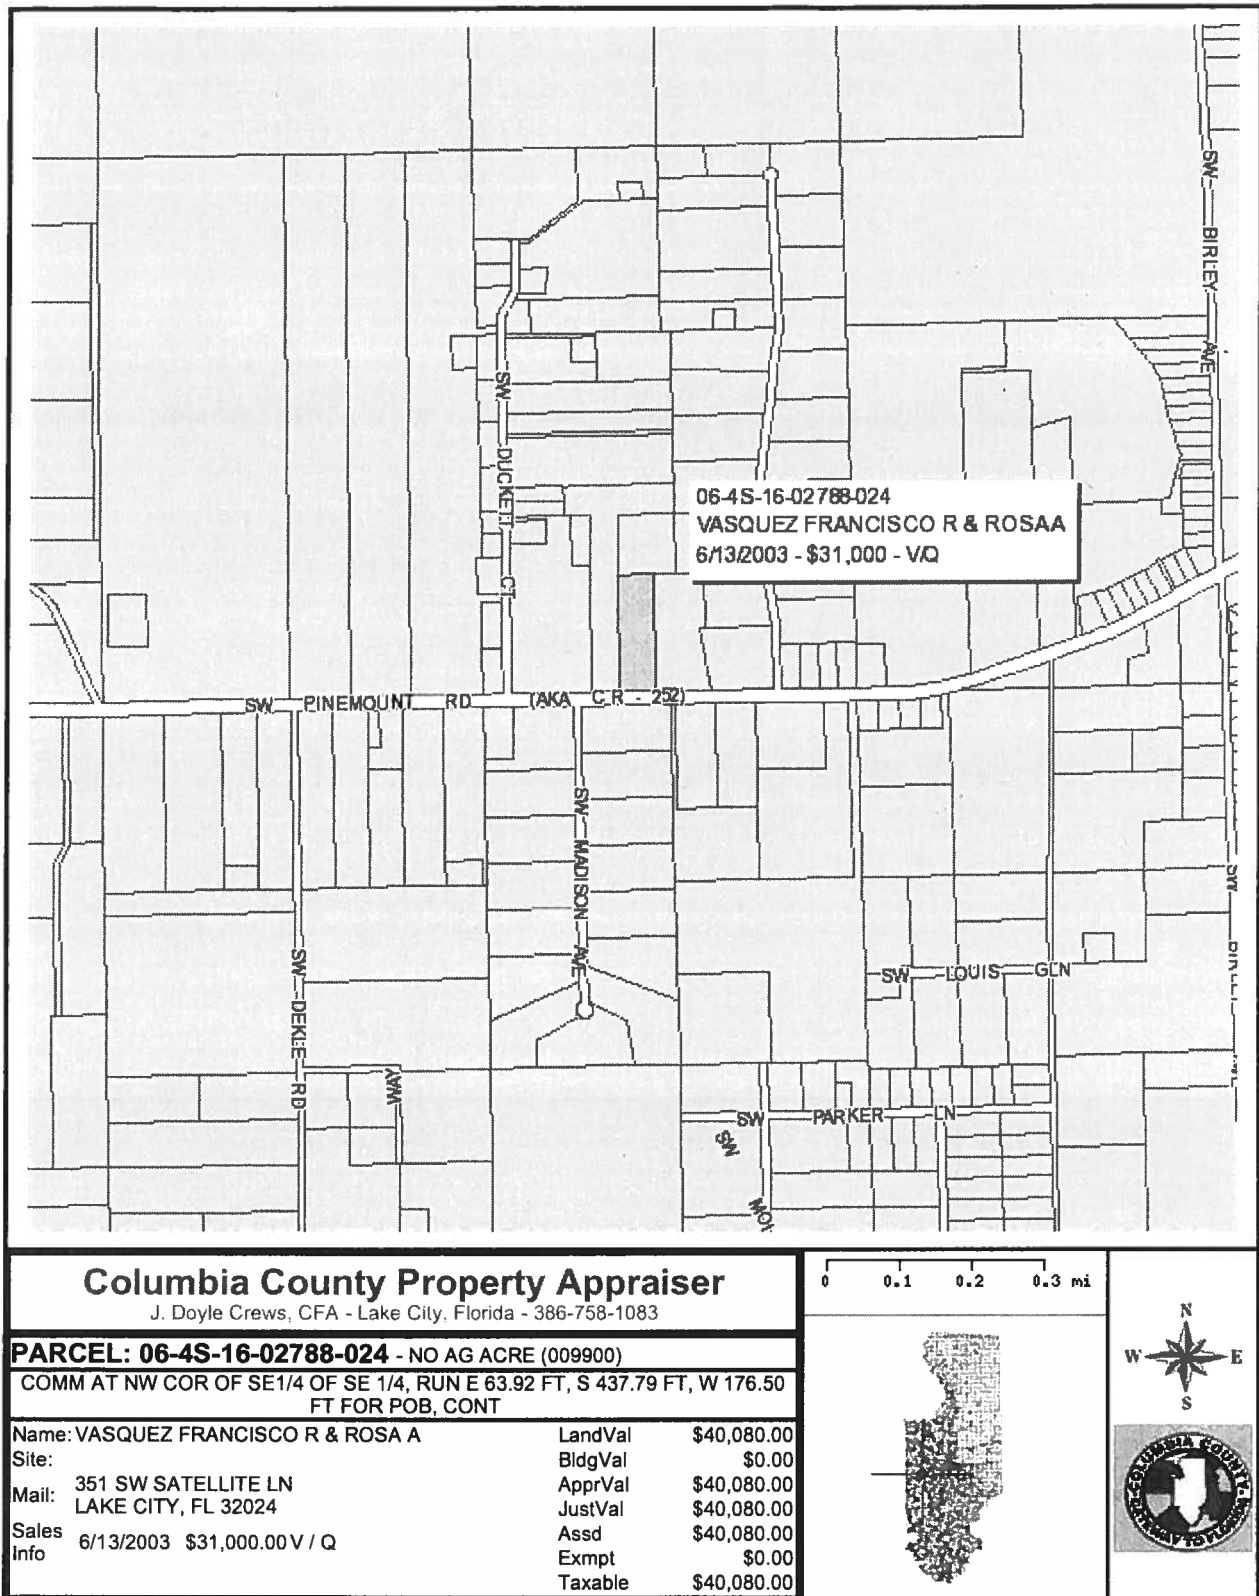 SW BIRLEY AVE
SW DUCKETT CT
06-4S-16-02788-024
VASQUEZ FRANCISCO R & ROSAA
6/13/2003 - $31,000 - V/Q
SW PINEMOUNT RD (AKA C R - 252)
SW MADISON AVE
SW
SW DEKLE RD
SW LOUIS GLN
WAY
SW PARKER LN
SW
Columbia County Property Appraiser
J. Doyle Crews, CFA - Lake City, Florida - 386-758-1083
0 0.1 0.2 0.3 mi
PARCEL: 06-4S-16-02788-024 - NO AG ACRE (009900)
COMM AT NW COR OF SE1/4 OF SE 1/4, RUN E 63.92 FT, S 437.79 FT, W 176.50
FT FOR POB, CONT
Name: VASQUEZ FRANCISCO R & ROSA A
Site:
Mail: 351 SW SATELLITE LN
LAKE CITY, FL 32024
Sales Info 6/13/2003 $31,000.00 V / Q
LandVal $40,080.00
BldgVal $0.00
ApprVal $40,080.00
JustVal $40,080.00
Assd $40,080.00
Exmpt $0.00
Taxable $40,080.00
N
W E
S
COLUMBIA COUNTY
GATEWAY TO FLORIDA